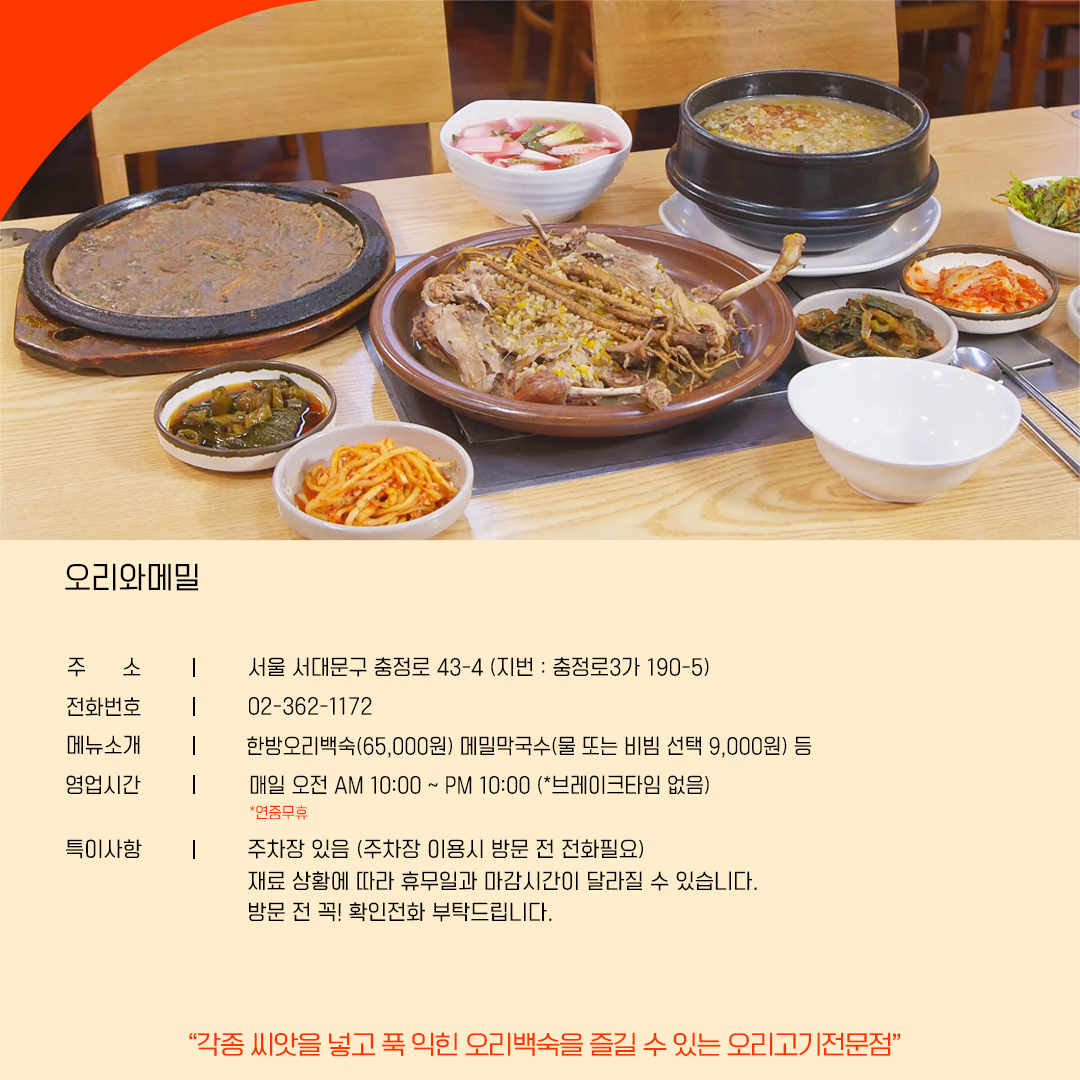 오리와메밀
주 소 | 서울 서대문구 충정로 43-4 (지번 : 충정로3가 190-5)
전화번호 | 02-362-1172
메뉴소개 | 한방오리백숙(65,000원) 메밀막국수(물 또는 비빔 선택 9,000원) 등
영업시간 | 매일 오전 AM 10:00 ~ PM 10:00 (*브레이크타임 없음)
*연중무휴
특이사항 | 주차장 있음 (주차장 이용시 방문 전 전화필요)
재료 상황에 따라 휴무일과 마감시간이 달라질 수 있습니다.
방문 전 꼭! 확인전화 부탁드립니다.
“각종 씨앗을 넣고 푹 익힌 오리백숙을 즐길 수 있는 오리고기전문점”